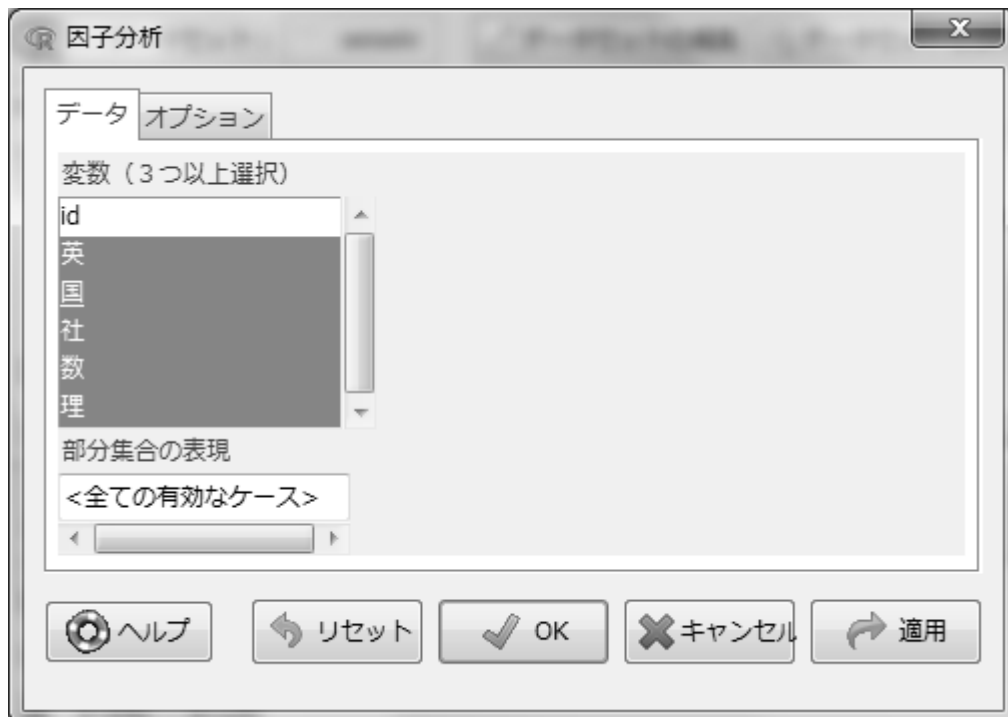 因子分析
データ オプション
変数（３つ以上選択）
id
英
国
社
数
理
部分集合の表現
<全ての有効なケース>
ヘルプ リセット OK キャンセル 適用